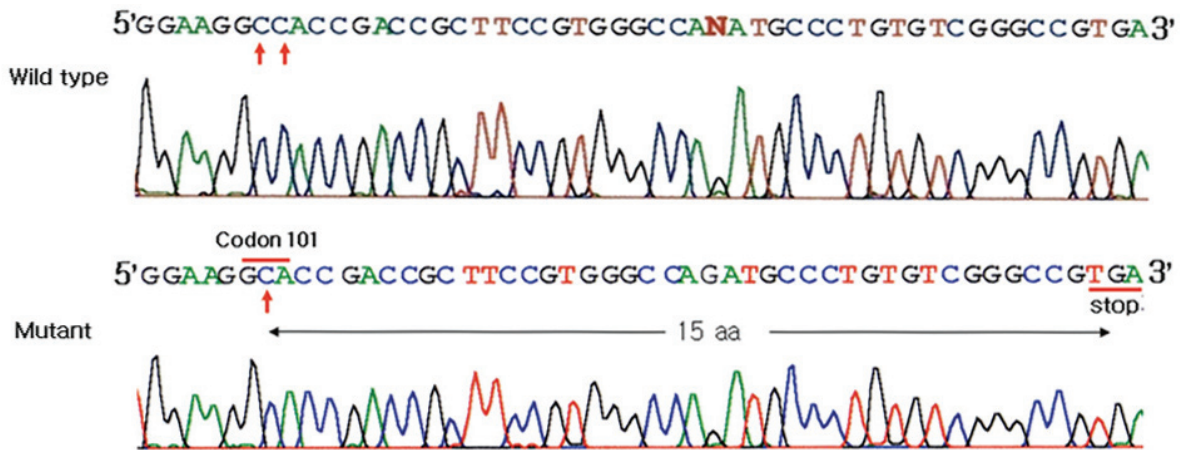 5'GGAAGGCCACCGACCGCTTCCGTGGGCCANATGCCCTGTGTCGGGCCGTGA3'
Wild type
Codon 101
5'GGAAGGCACCGACCGCTTCCGTGGGCCAGATGCCCTGTGTCGGGCCGTGA3'
stop
15 aa
Mutant